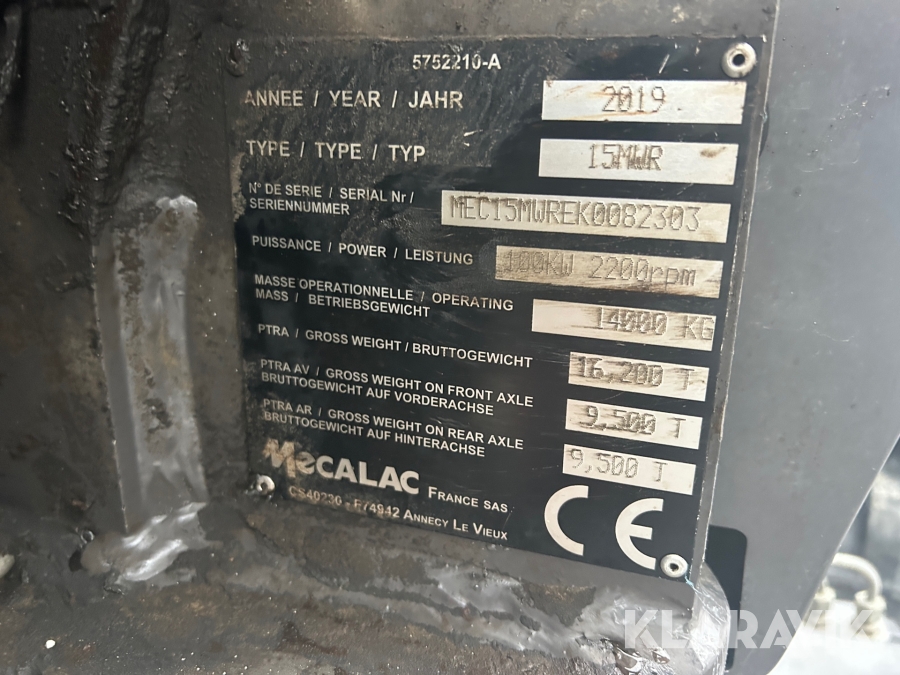 5752210-A
ANNEE / YEAR / JAHR 2019
TYPE / TYPE / TYP 15MWR
N° DE SERIE / SERIAL Nr /
SERIENNUMMER MEC15MWREK0082303
PUISSANCE / POWER / LEISTUNG 100KW 2200rpm
MASSE OPERATIONNELLE / OPERATING
MASS / BETRIEBSGEWICHT 14000 KG
PTRA / GROSS WEIGHT / BRUTTOGEWICHT 16,200 T
PTRA AV / GROSS WEIGHT ON FRONT AXLE
BRUTTOGEWICHT AUF VORDERACHSE 9,500 T
PTRA AR / GROSS WEIGHT ON REAR AXLE
BRUTTOGEWICHT AUF HINTERACHSE 9,500 T
MECALAC FRANCE SAS
CS40230 - F74942 ANNECY LE VIEUX
CE
KLARAVIK